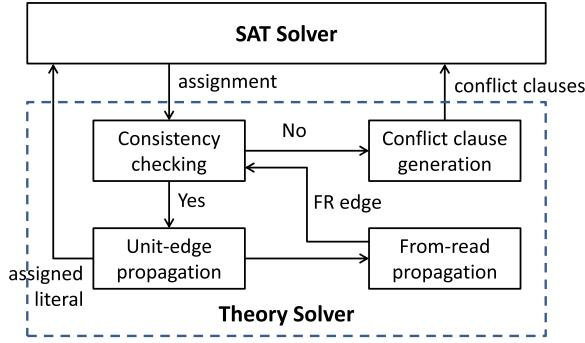 SAT Solver
assignment
conflict clauses
Consistency
checking
No
Conflict clause
generation
Yes
FR edge
Unit-edge
propagation
From-read
propagation
assigned
literal
Theory Solver